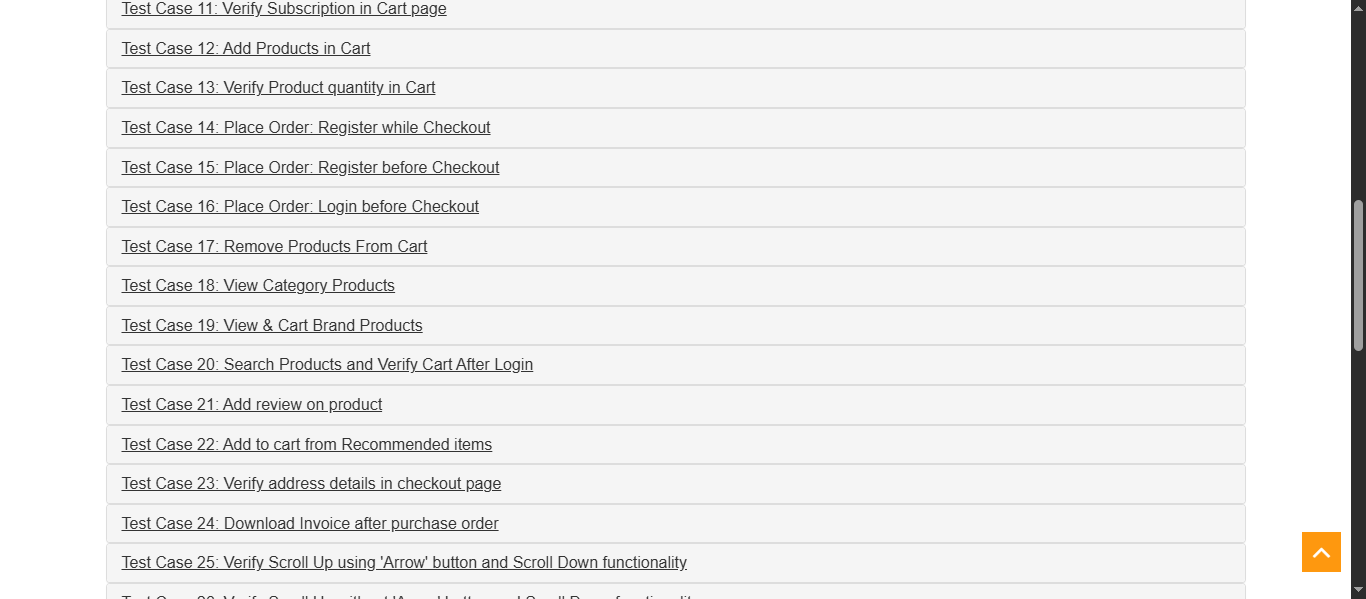 Test Case 11: Verify Subscription in Cart page
Test Case 12: Add Products in Cart
Test Case 13: Verify Product quantity in Cart
Test Case 14: Place Order: Register while Checkout
Test Case 15: Place Order: Register before Checkout
Test Case 16: Place Order: Login before Checkout
Test Case 17: Remove Products From Cart
Test Case 18: View Category Products
Test Case 19: View & Cart Brand Products
Test Case 20: Search Products and Verify Cart After Login
Test Case 21: Add review on product
Test Case 22: Add to cart from Recommended items
Test Case 23: Verify address details in checkout page
Test Case 24: Download Invoice after purchase order
Test Case 25: Verify Scroll Up using 'Arrow' button and Scroll Down functionality